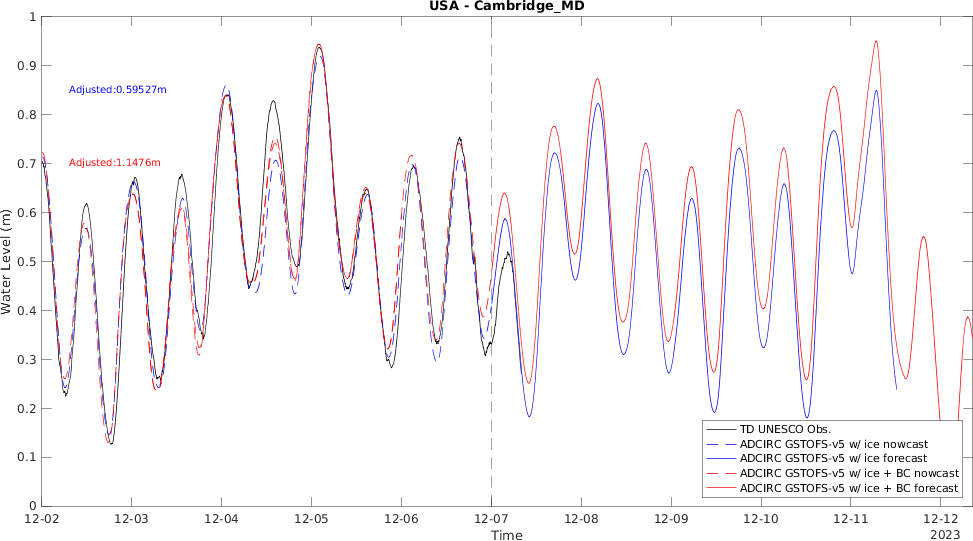 USA - Cambridge_MD
1
0.9
0.8
0.7
0.6
0.5
0.4
0.3
0.2
0.1
0
Water Level (m)
Adjusted:0.59527m
Adjusted:1.1476m
TD UNESCO Obs.
ADCIRC GSTOFS-v5 w/ ice nowcast
ADCIRC GSTOFS-v5 w/ ice forecast
ADCIRC GSTOFS-v5 w/ ice + BC nowcast
ADCIRC GSTOFS-v5 w/ ice + BC forecast
12-02 12-03 12-04 12-05 12-06 12-07 12-08 12-09 12-10 12-11 12-12
2023
Time